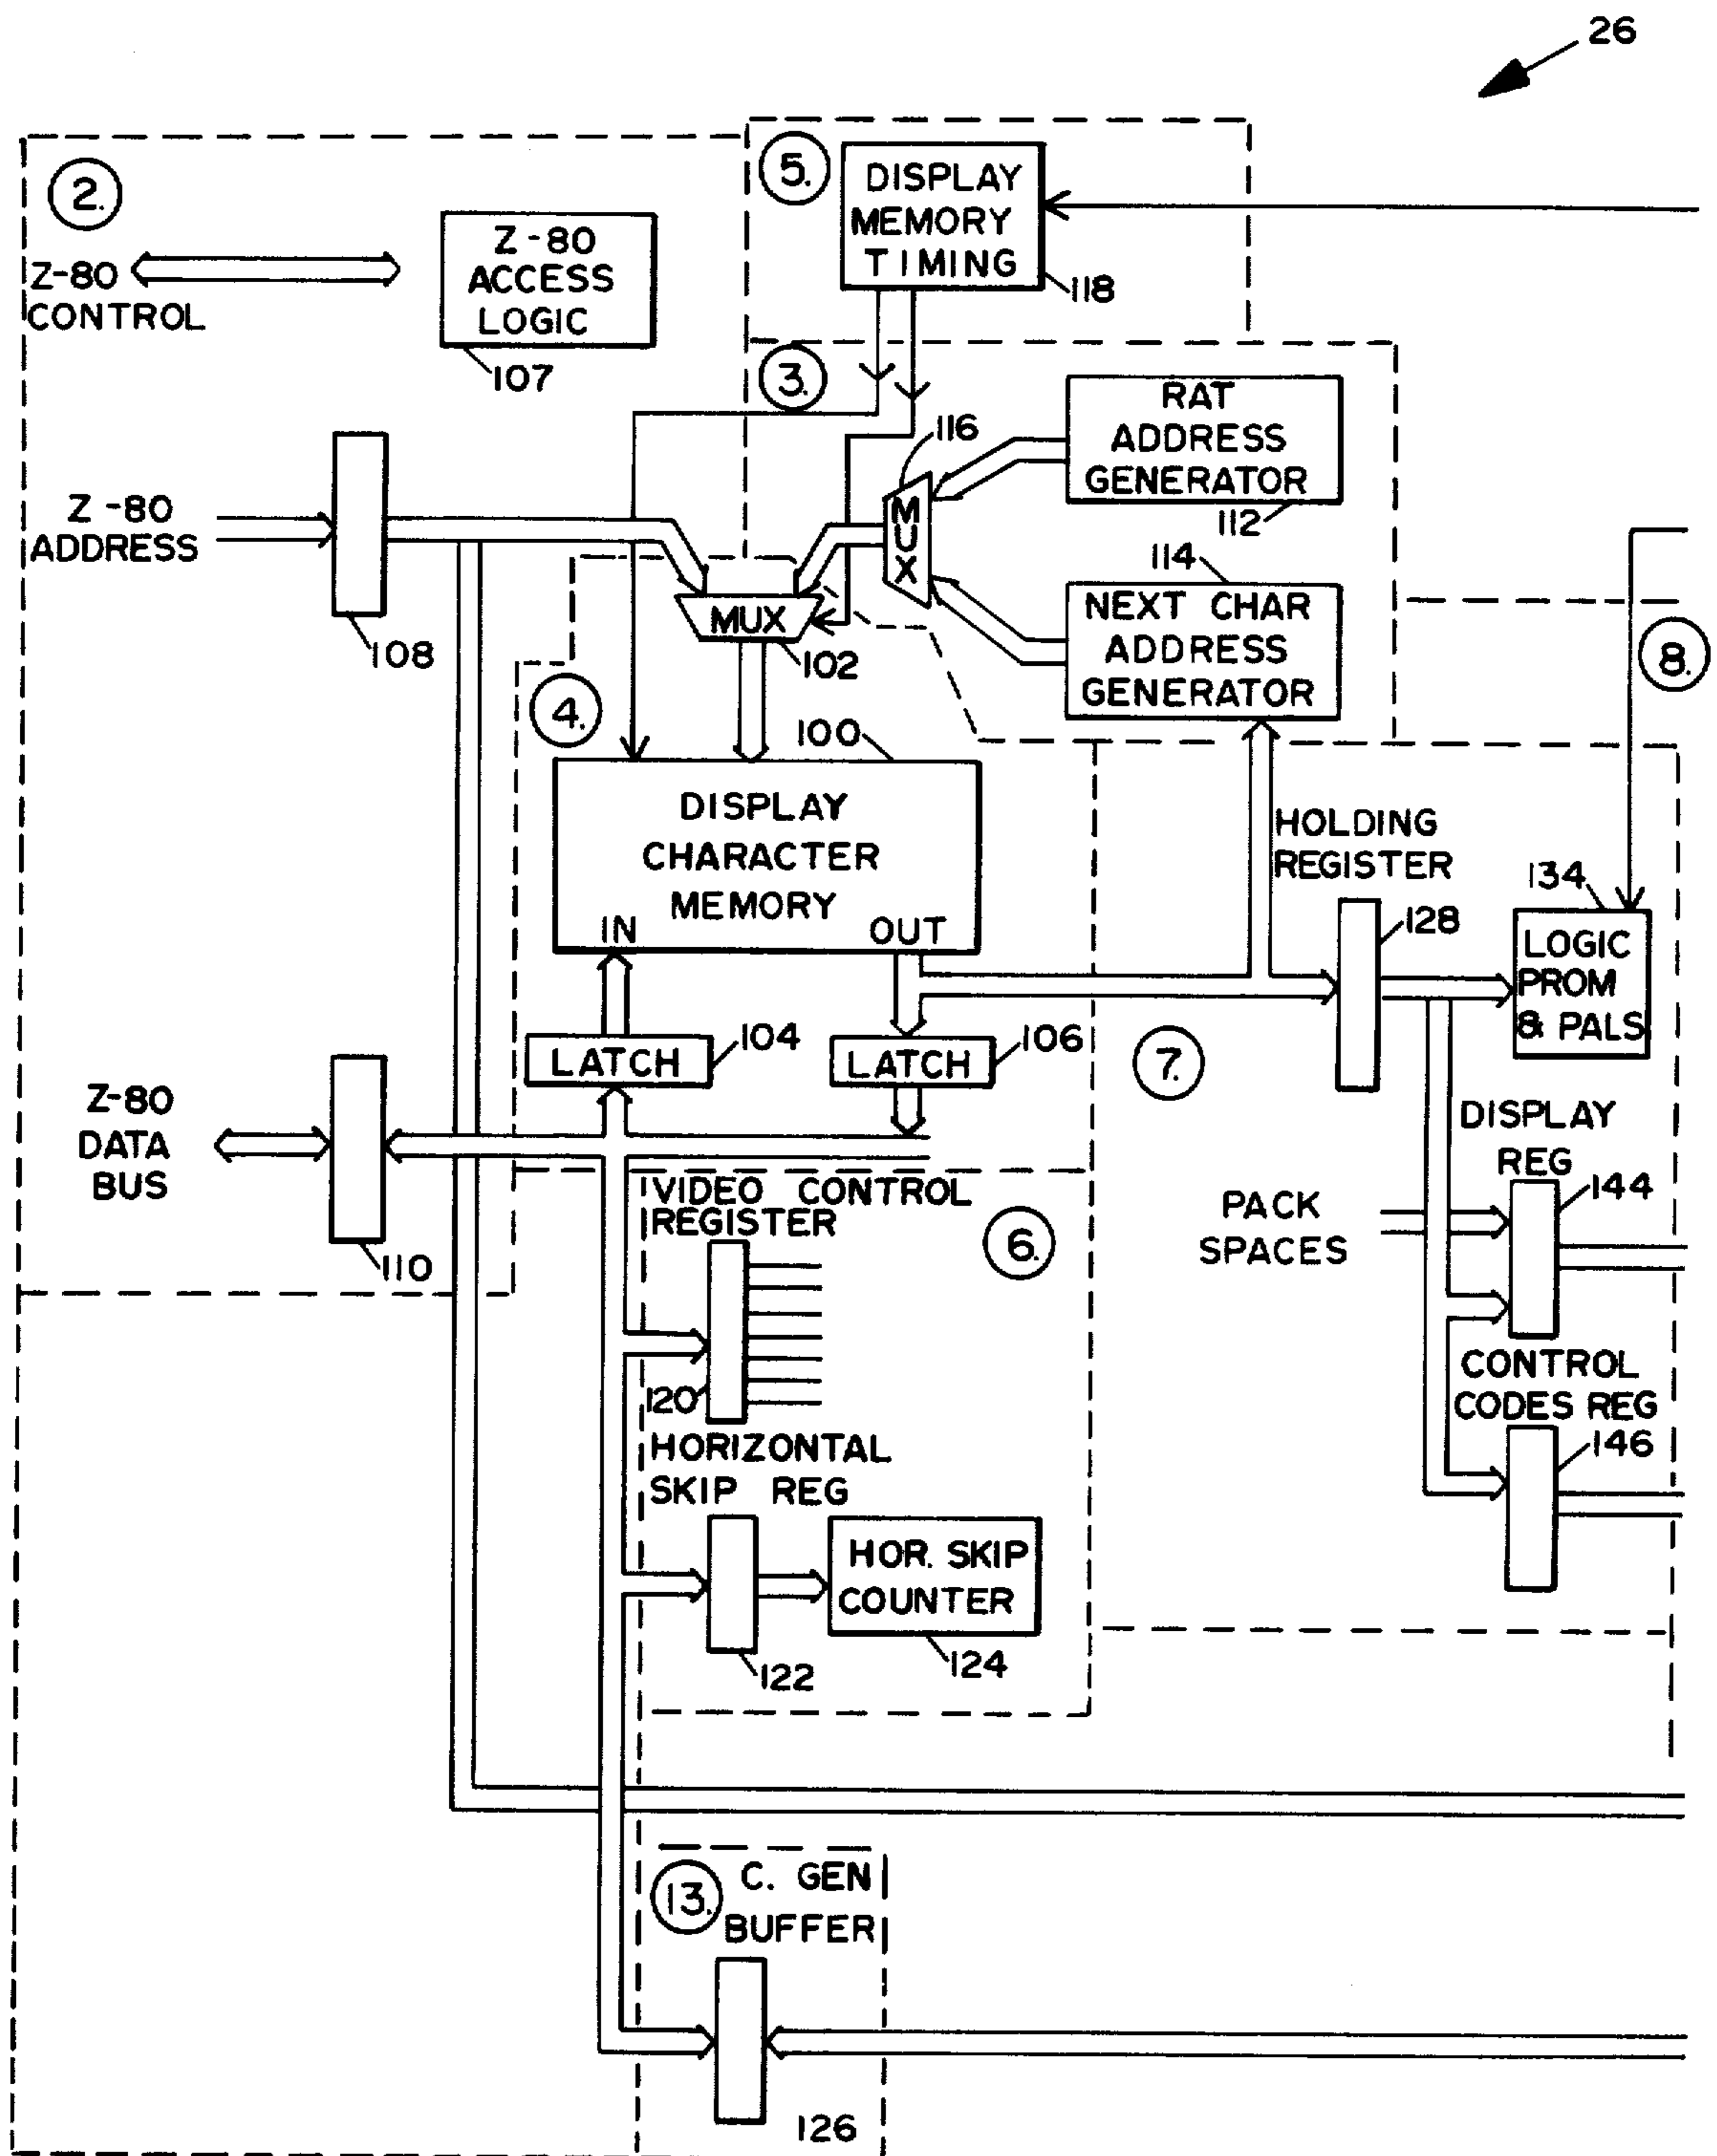 26
2.
Z-80
CONTROL
Z-80
ACCESS
LOGIC
107
5.
DISPLAY
MEMORY
TIMING
118
3.
116
MUX
RAT
ADDRESS
GENERATOR
112
114
NEXT CHAR
ADDRESS
GENERATOR
Z-80
ADDRESS
108
MUX
102
8.
4.
100
DISPLAY
CHARACTER
MEMORY
IN
OUT
HOLDING
REGISTER
128
134
LOGIC
PROM
& PALS
LATCH
104
LATCH
106
7.
Z-80
DATA
BUS
110
DISPLAY
REG
144
PACK
SPACES
VIDEO CONTROL
REGISTER
6.
120
CONTROL
CODES REG
146
HORIZONTAL
SKIP REG
122
HOR. SKIP
COUNTER
124
13.
C. GEN
BUFFER
126